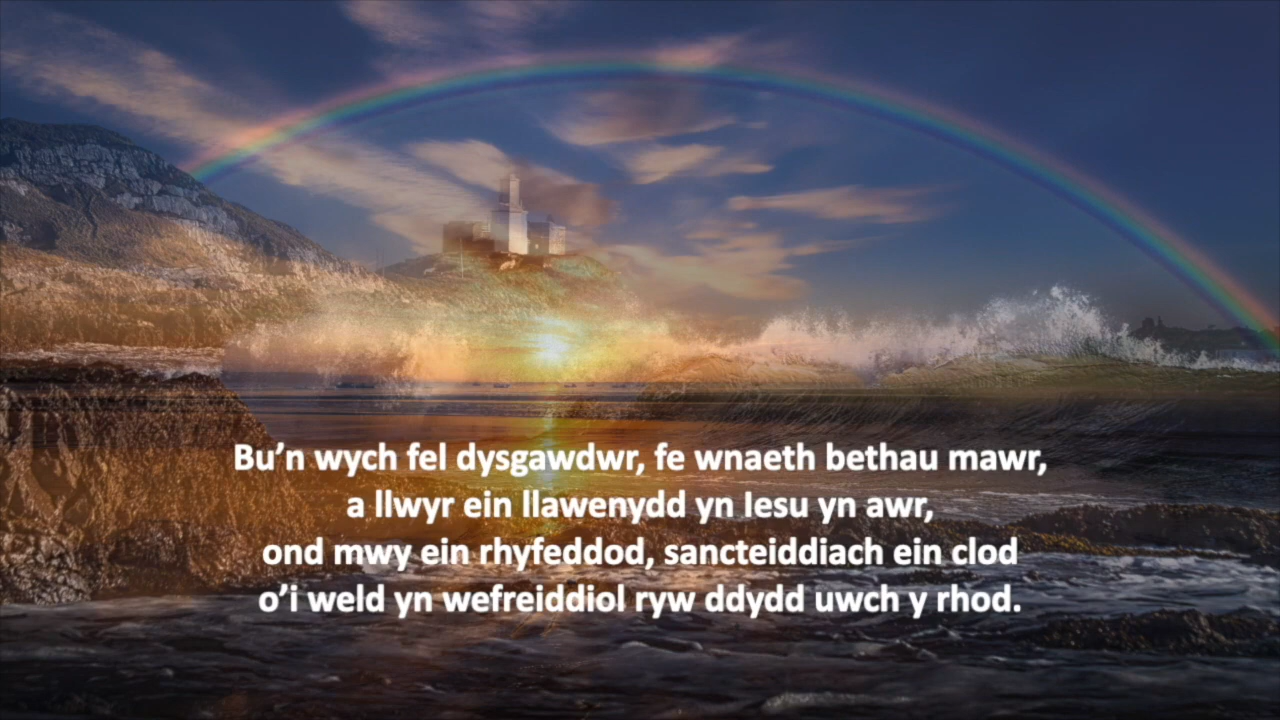 Bu’n wych fel dysgawdwr, fe wnaeth bethau mawr,
a llwyr ein llawenydd yn Iesu yn awr,
ond mwy ein rhyfeddod, sancteiddiach ein clod
o’i weld yn wefreiddiol ryw ddydd uwch y rhod.